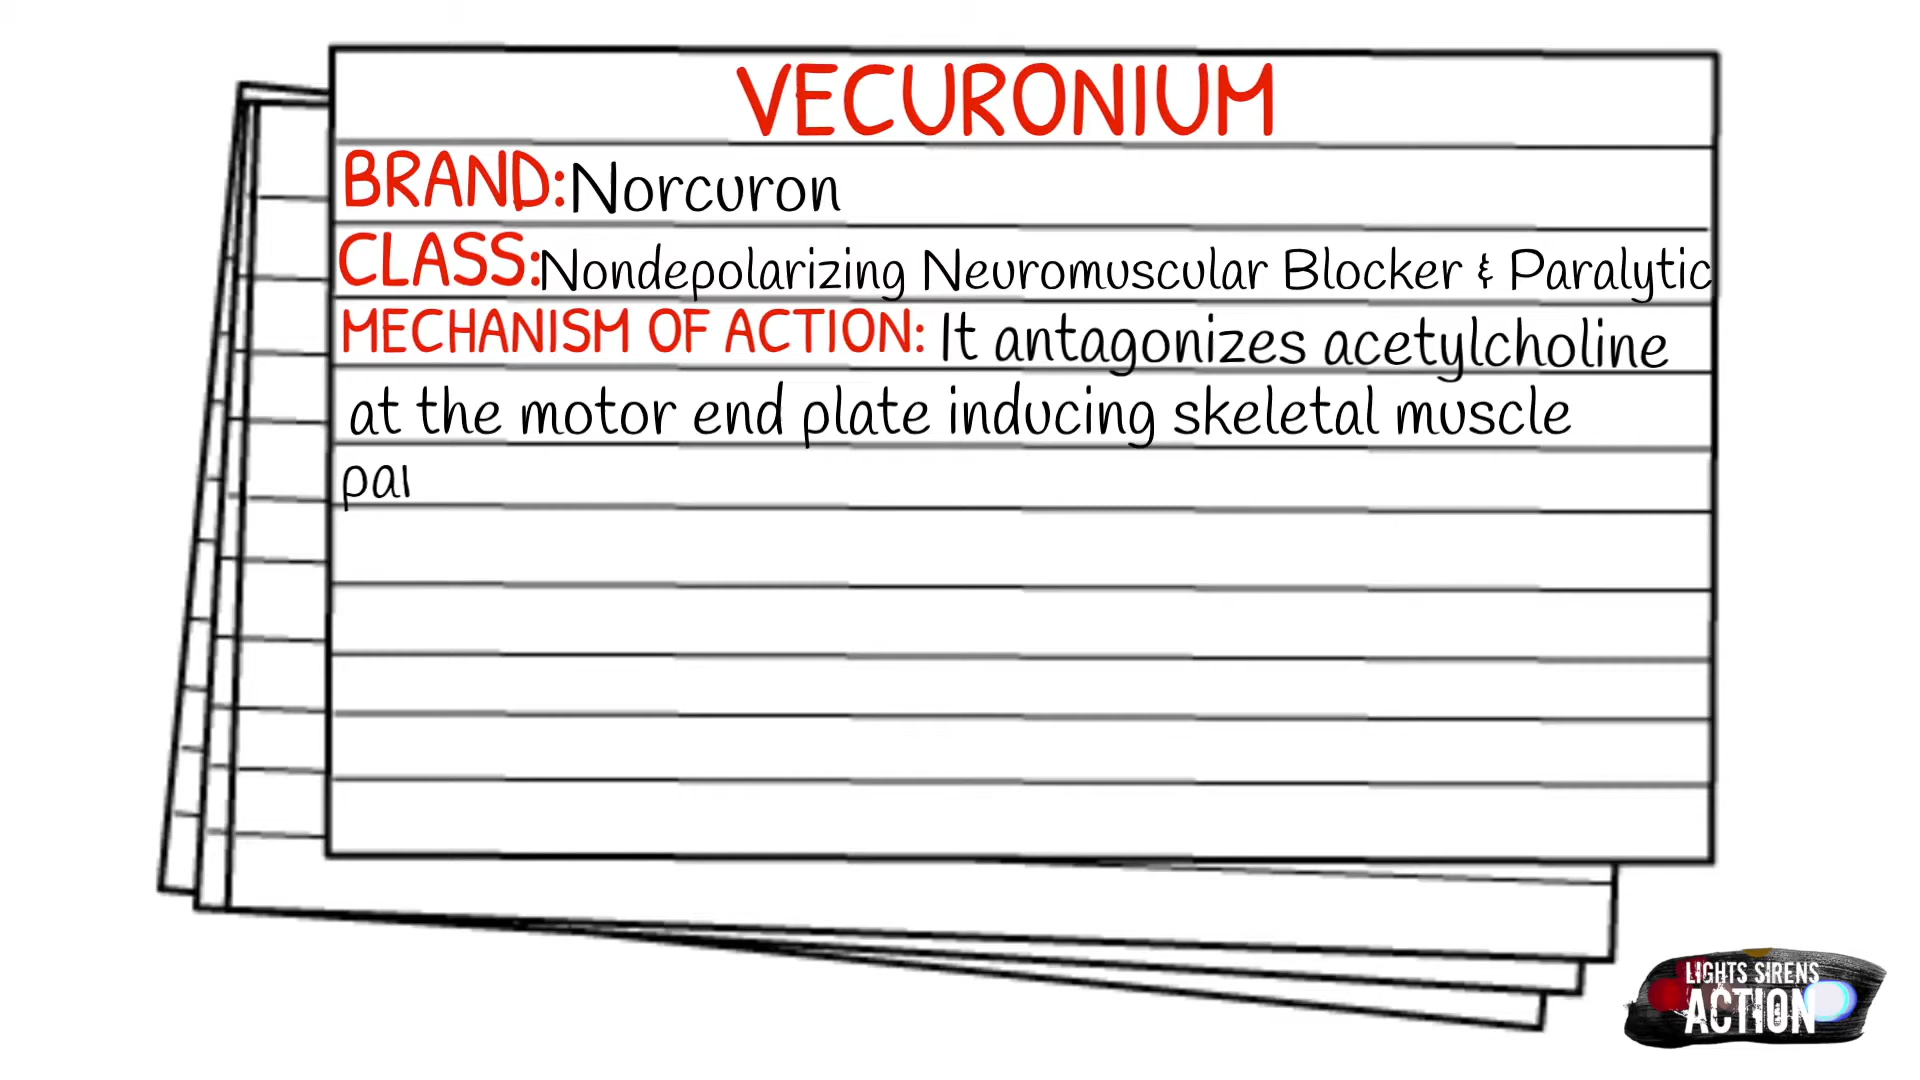 VECURONIUM
BRAND: Norcuron
CLASS: Nondepolarizing Neuromuscular Blocker & Paralytic
MECHANISM OF ACTION: It antagonizes acetylcholine
at the motor end plate inducing skeletal muscle
LIGHTS SIRENS
ACTION